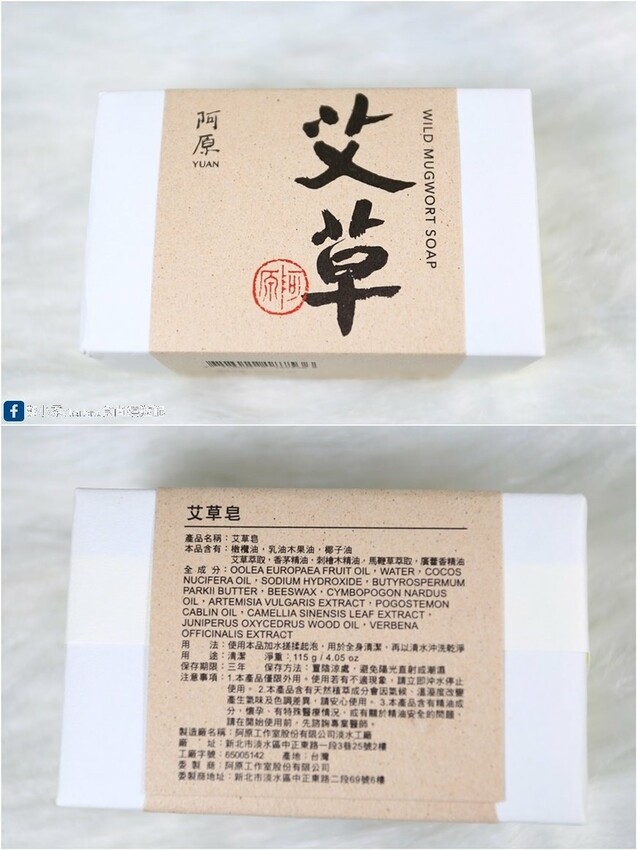 阿原
YUAN
艾草
WILD MUGWORT SOAP
阿原
艾草皂
產品名稱：艾草皂
本品含有：橄欖油，乳油木果油，椰子油
艾草萃取，香茅精油，刺檜木精油，馬鞭草萃取，廣藿香精油
全成分：OOLEA EUROPAEA FRUIT OIL，WATER，COCOS
NUCIFERA OIL，SODIUM HYDROXIDE，BUTYROSPERMUM
PARKII BUTTER，BEESWAX，CYMBOPOGON NARDUS
OIL，ARTEMISIA VULGARIS EXTRACT，POGOSTEMON
CABLIN OIL，CAMELLIA SINENSIS LEAF EXTRACT，
JUNIPERUS OXYCEDRUS WOOD OIL，VERBENA
OFFICINALIS EXTRACT
用法：使用本品加水搓揉起泡，用於全身清潔，再以清水沖洗乾淨
用途：清潔 淨重：115 g / 4.05 oz
保存期限：三年 保存方法：置陰涼處，避免陽光直射或潮濕
注意事項：1.本產品僅限外用。使用若有不適現象，請立即沖水停止
使用。2.本產品含有天然植草成分會因氣候、溫溼度改變
產生氣味及色調差異，請安心使用。3.本產品含有精油成
分，懷孕、有特殊醫療情況，或有關於精油安全的問題，
請在開始使用前，先諮詢專業醫師。
製造廠名稱：阿原工作室股份有限公司淡水工廠
廠址：新北市淡水區中正東路一段3巷25號2樓
工廠字號：65005142 產地：台灣
委製商：阿原工作室股份有限公司
委製商地址：新北市淡水區中正東路二段69號6樓